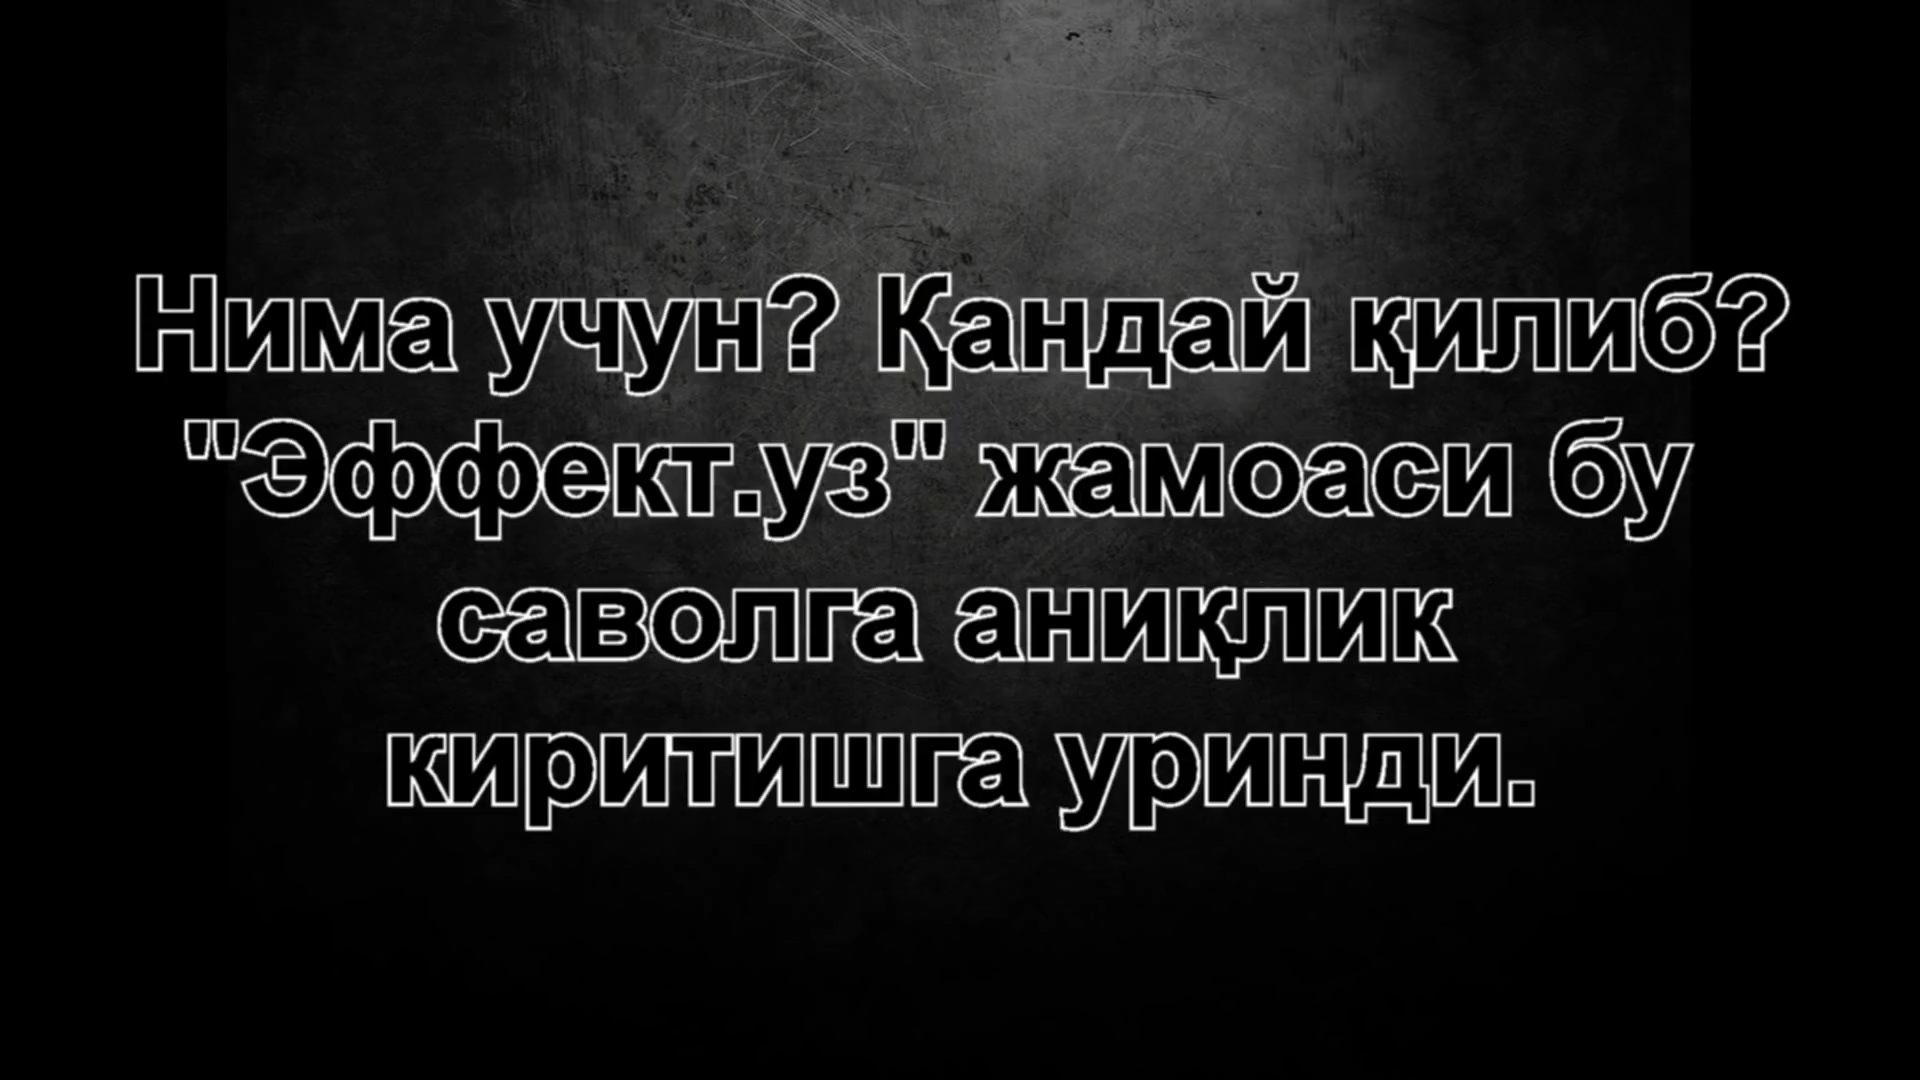 Нима учун? Қандай қилиб?
"Эффект.уз" жамоаси бу
саволга аниқлик
киритишга уринди.